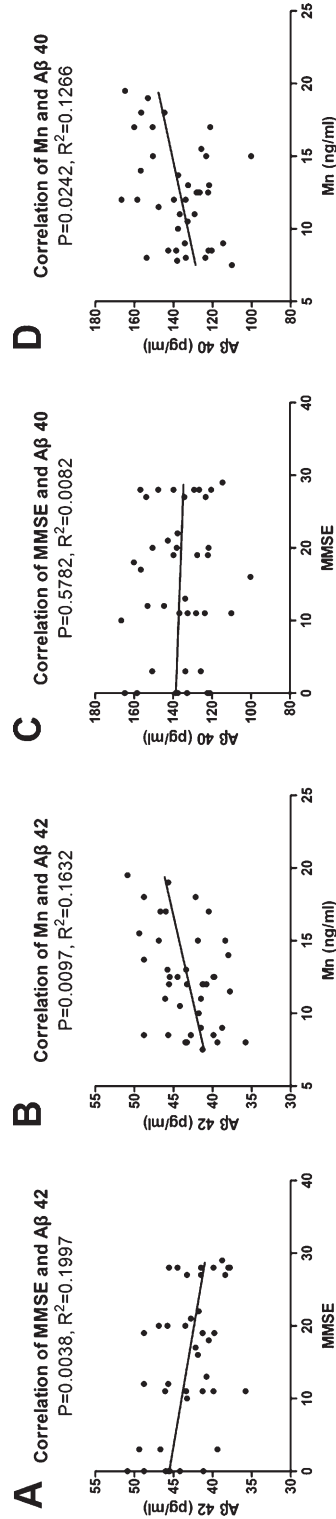 A
Correlation of MMSE and Aβ 42
P=0.0038, R²=0.1997
55
50
45
40
35
30
Aβ 42 (pg/ml)
0 10 20 30 40
MMSE
B
Correlation of Mn and Aβ 42
P=0.0097, R²=0.1632
55
50
45
40
35
30
Aβ 42 (pg/ml)
5 10 15 20 25
Mn (ng/ml)
C
Correlation of MMSE and Aβ 40
P=0.5782, R²=0.0082
180
160
140
120
100
80
Aβ 40 (pg/ml)
0 10 20 30 40
MMSE
D
Correlation of Mn and Aβ 40
P=0.0242, R²=0.1266
180
160
140
120
100
80
Aβ 40 (pg/ml)
5 10 15 20 25
Mn (ng/ml)